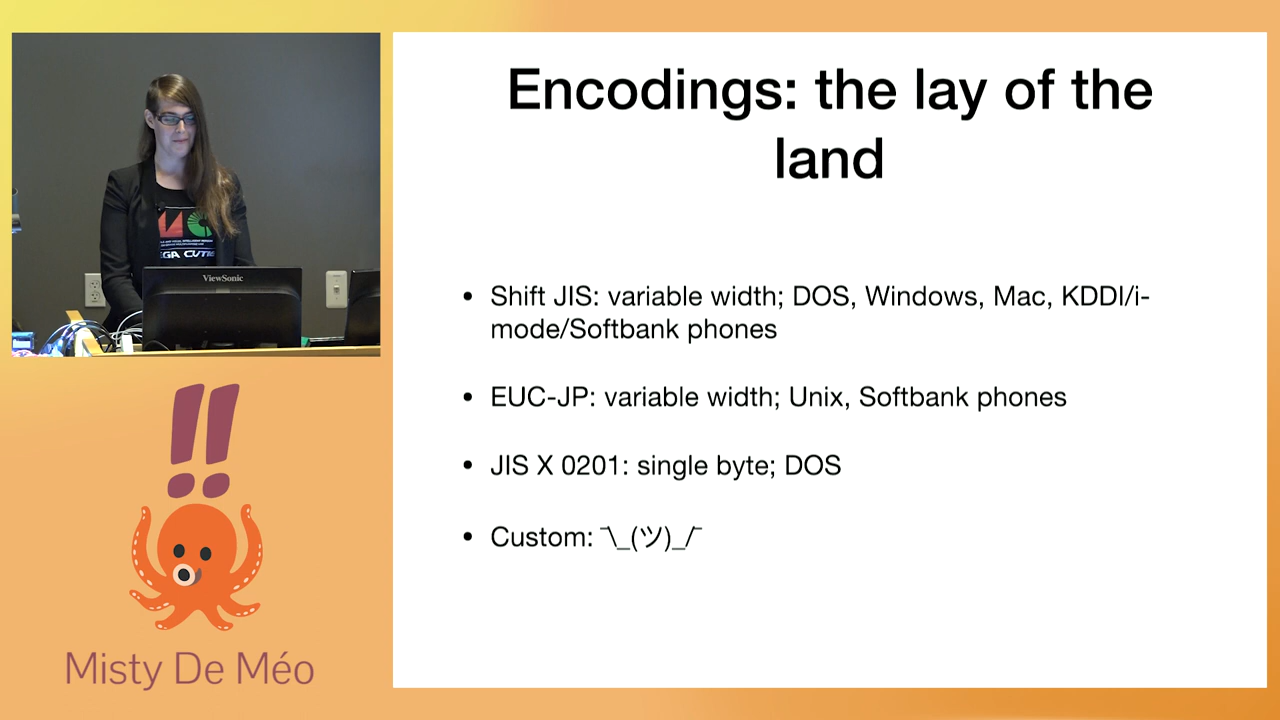 Encodings: the lay of the
land
• Shift JIS: variable width; DOS, Windows, Mac, KDDI/i-
mode/Softbank phones
• EUC-JP: variable width; Unix, Softbank phones
• JIS X 0201: single byte; DOS
• Custom: ¯\_(ツ)_/¯
ViewSonic
!!
Misty De Méo